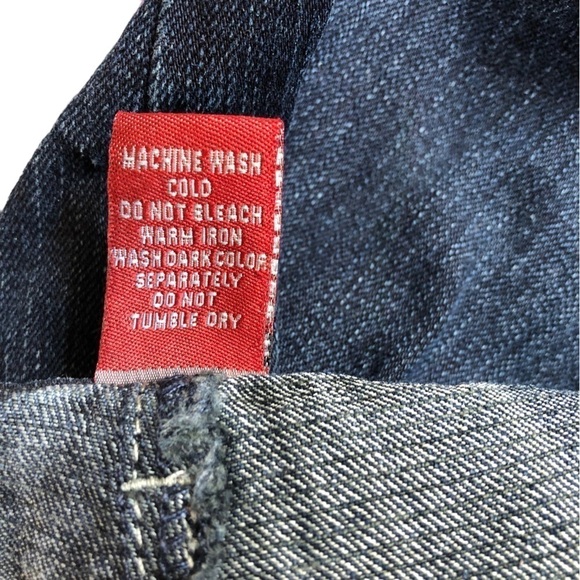 MACHINE WASH
COLD
DO NOT BLEACH
WARM IRON
WASH DARK COLOR
SEPARATELY
DO NOT
TUMBLE DRY